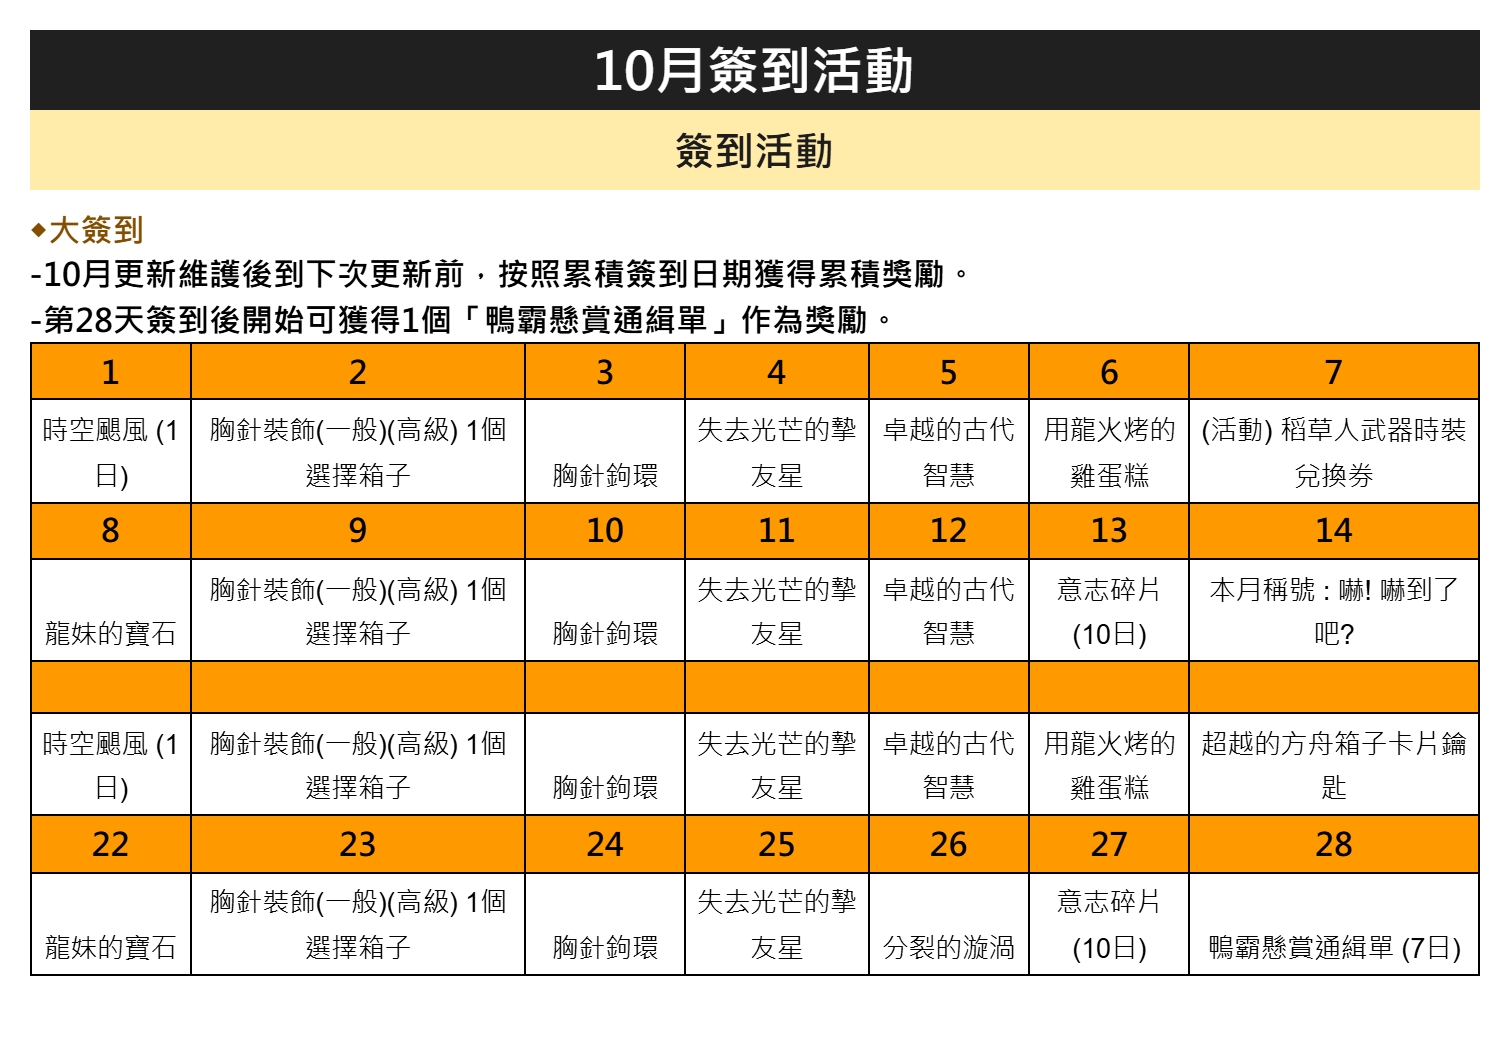 10月簽到活動
簽到活動
◆大簽到
-10月更新維護後到下次更新前，按照累積簽到日期獲得累積獎勵。
-第28天簽到後開始可獲得1個「鴨霸懸賞通緝單」作為獎勵。
1 2 3 4 5 6 7
時空颶風 (1 胸針裝飾(一般)(高級) 1個 失去光芒的摯 卓越的古代 用龍火烤的 (活動) 稻草人武器時裝
日) 選擇箱子 胸針鉤環 友星 智慧 雞蛋糕 兌換券
8 9 10 11 12 13 14
胸針裝飾(一般)(高級) 1個 失去光芒的摯 卓越的古代 意志碎片 本月稱號 : 嚇! 嚇到了
龍妹的寶石 選擇箱子 胸針鉤環 友星 智慧 (10日) 吧?
時空颶風 (1 胸針裝飾(一般)(高級) 1個 失去光芒的摯 卓越的古代 用龍火烤的 超越的方舟箱子卡片鑰
日) 選擇箱子 胸針鉤環 友星 智慧 雞蛋糕 匙
22 23 24 25 26 27 28
胸針裝飾(一般)(高級) 1個 失去光芒的摯 意志碎片
龍妹的寶石 選擇箱子 胸針鉤環 友星 分裂的漩渦 (10日) 鴨霸懸賞通緝單 (7日)